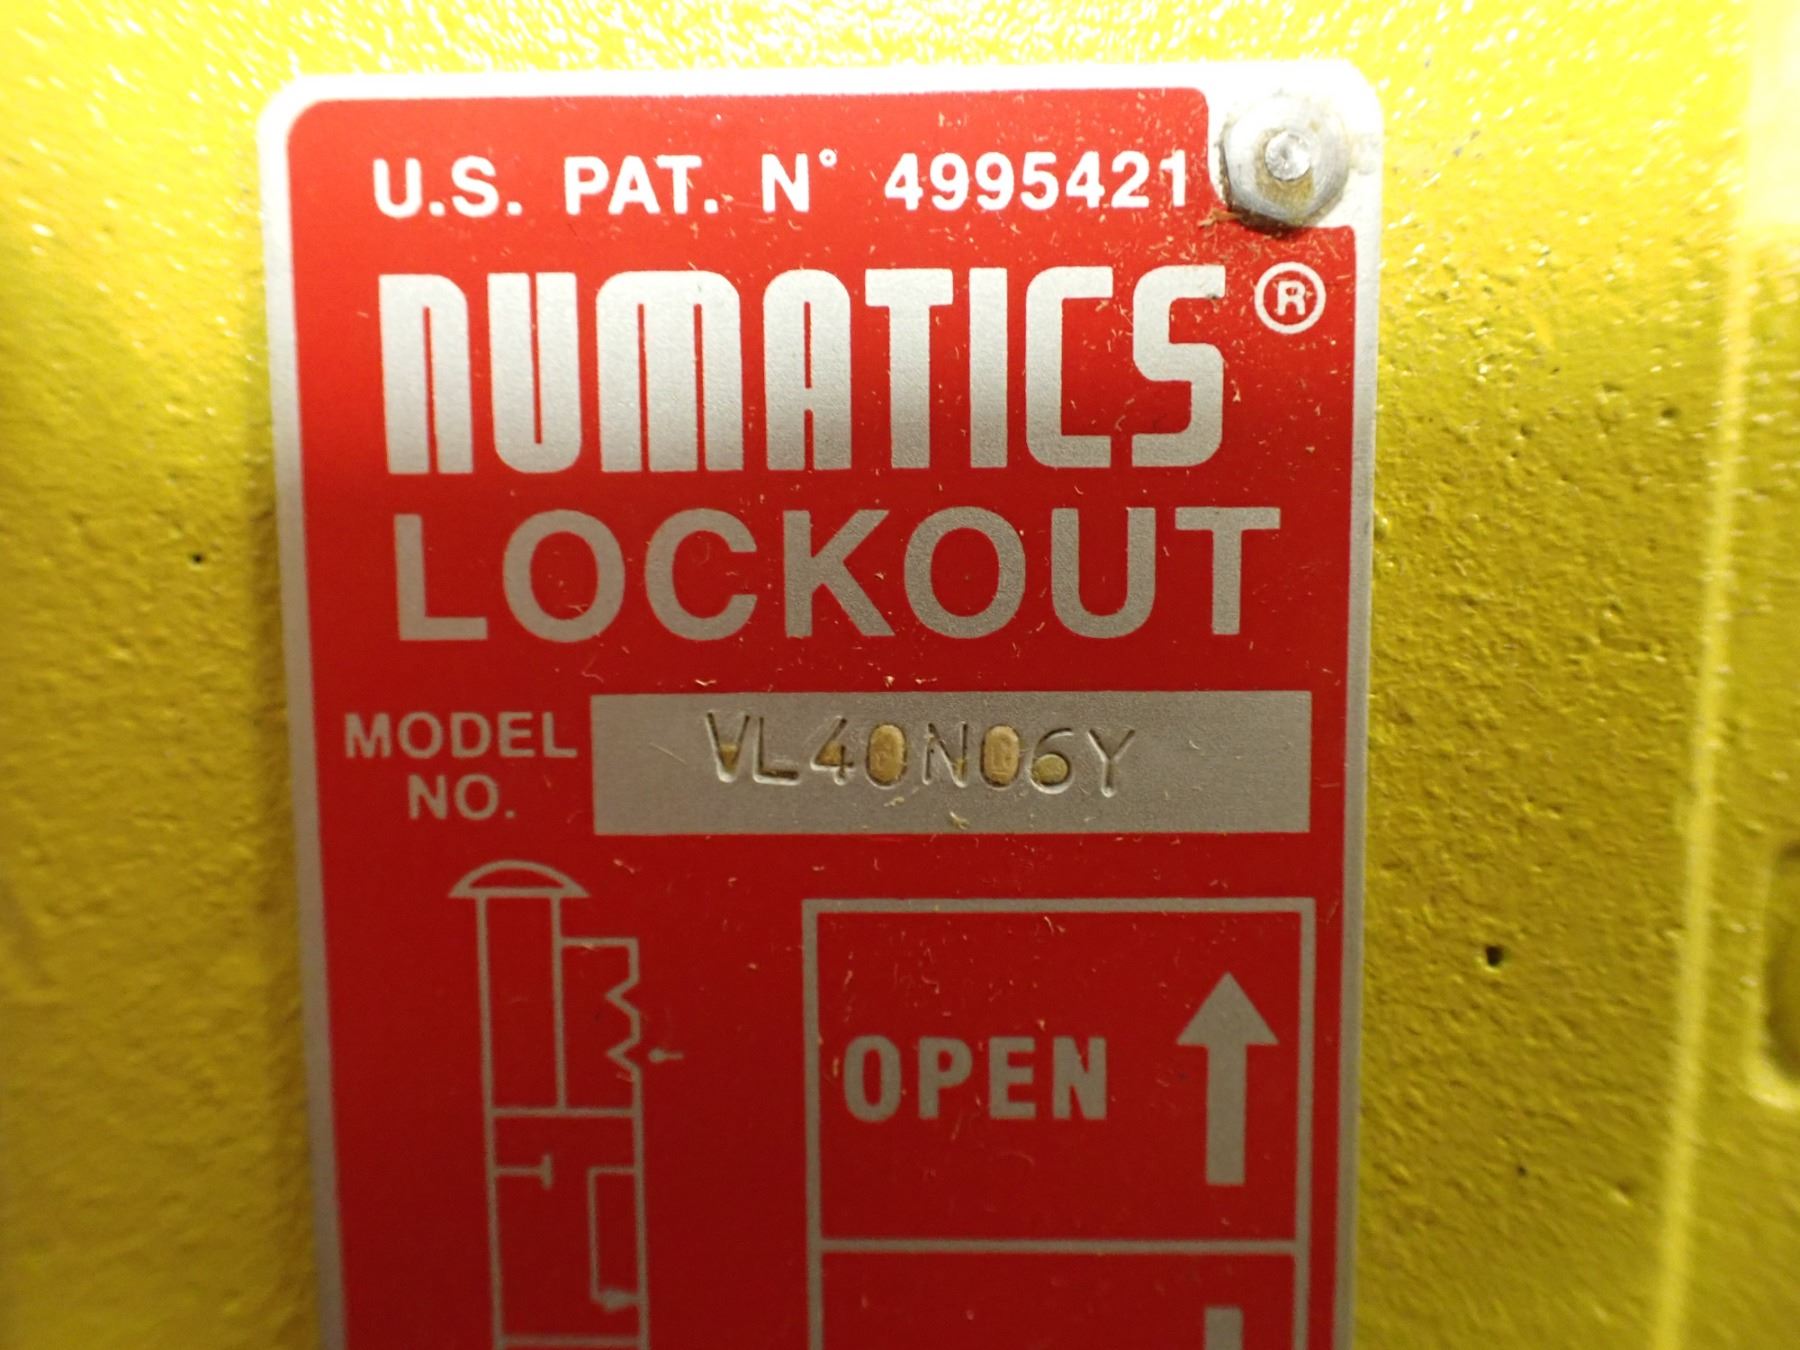 U.S. PAT. N° 4995421
NUMATICS®
LOCKOUT
MODEL NO. VL40N06Y
OPEN